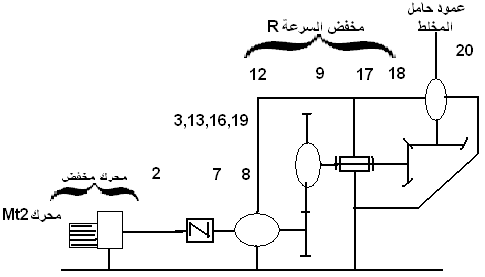 عمود حامل
المخلط
مخفض السرعة R
20
12 9 17 18
3,13,16,19
محرك مخفض
2 7 8
محرك Mt2